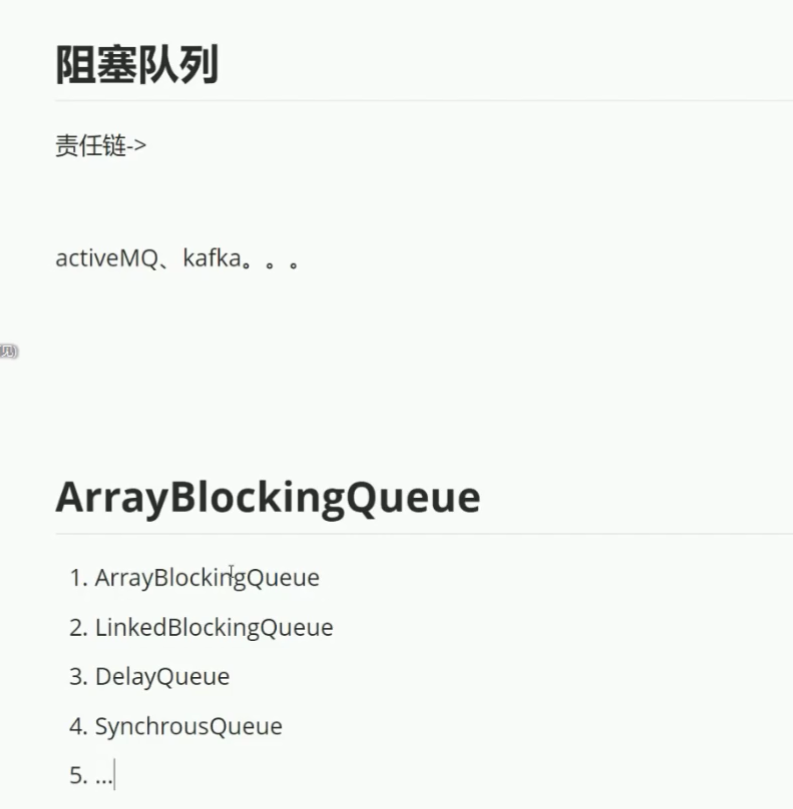 阻塞队列
责任链->
activeMQ、kafka。。。
ArrayBlockingQueue
1. ArrayBlockingQueue
2. LinkedBlockingQueue
3. DelayQueue
4. SynchrousQueue
5. ...